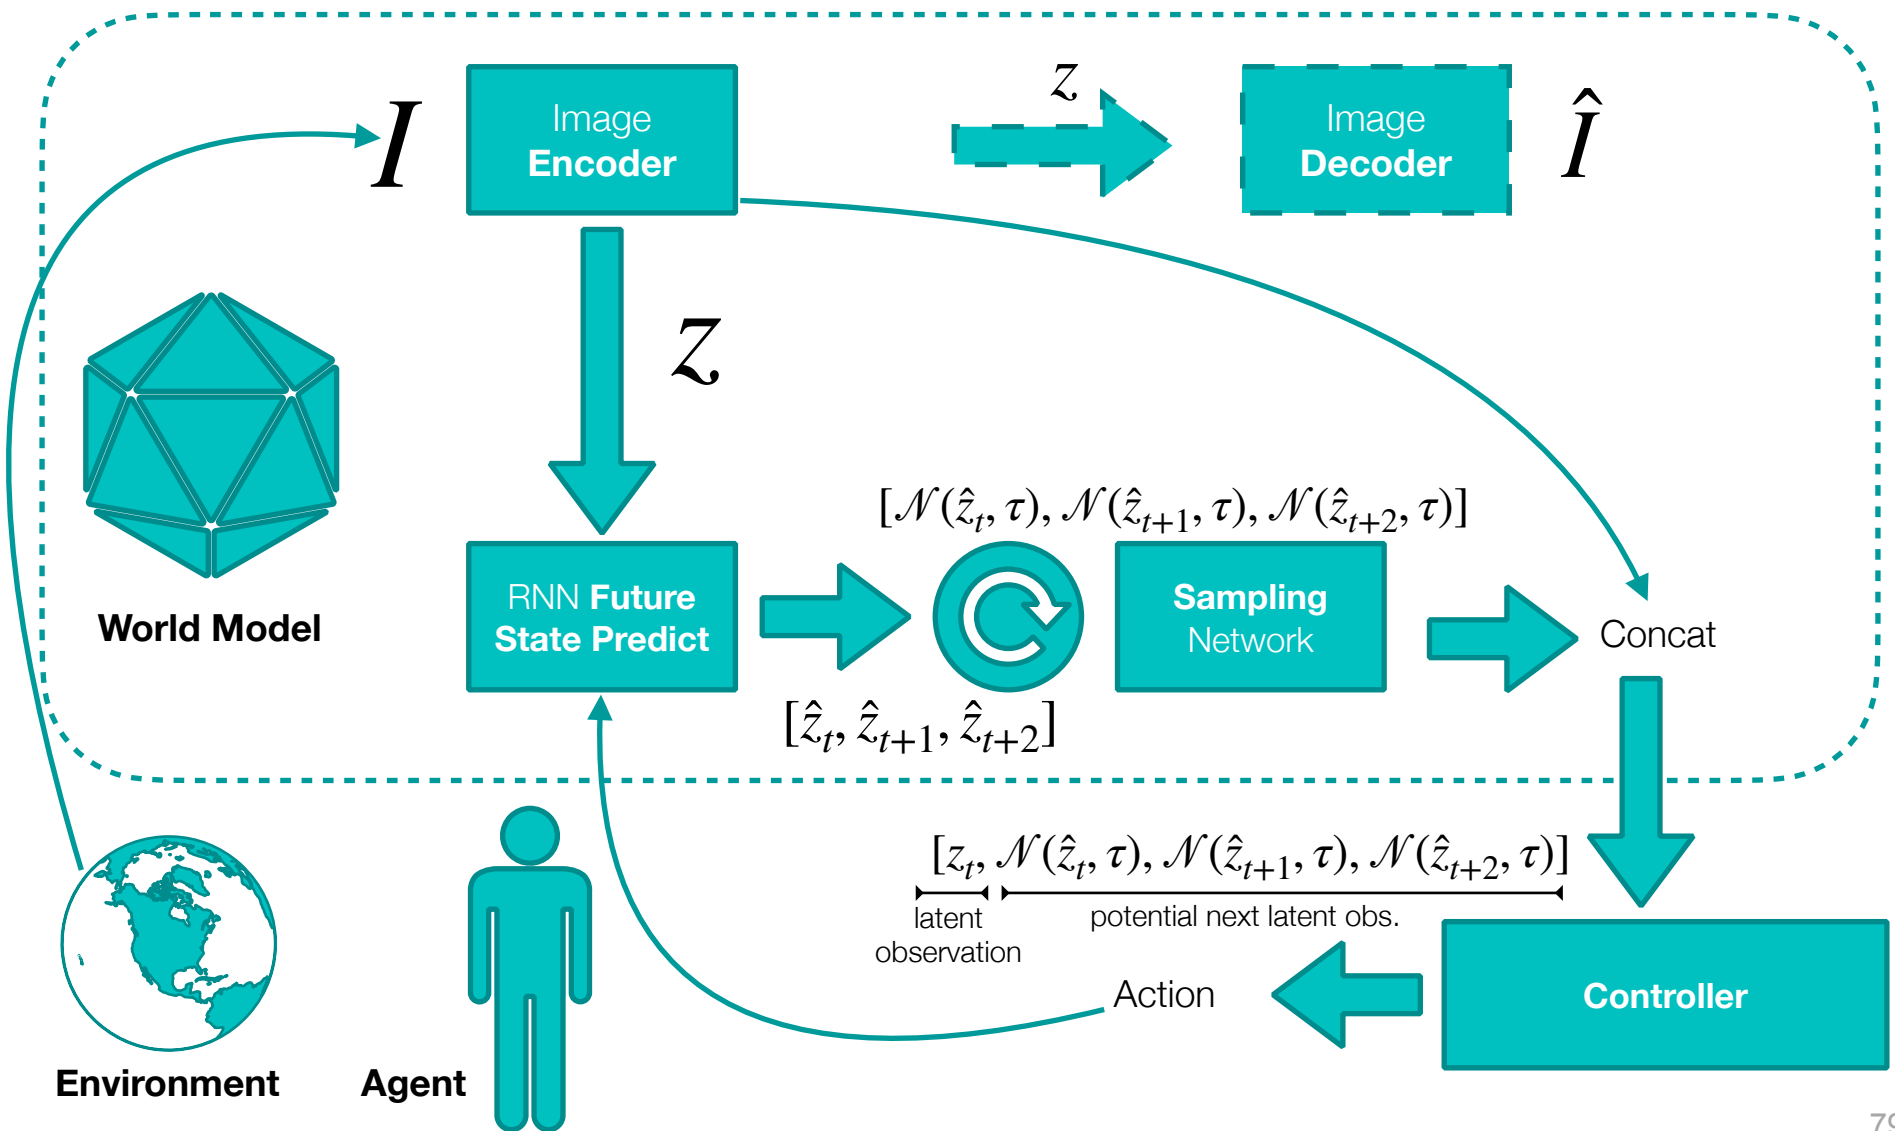 I
Image
Encoder
z
Image
Decoder
Î
z
World Model
[𝒩(ẑ_t, τ), 𝒩(ẑ_{t+1}, τ), 𝒩(ẑ_{t+2}, τ)]
RNN Future
State Predict
Sampling
Network
Concat
[ẑ_t, ẑ_{t+1}, ẑ_{t+2}]
[z_t, 𝒩(ẑ_t, τ), 𝒩(ẑ_{t+1}, τ), 𝒩(ẑ_{t+2}, τ)]
latent
observation
potential next latent obs.
Action
Controller
Environment
Agent